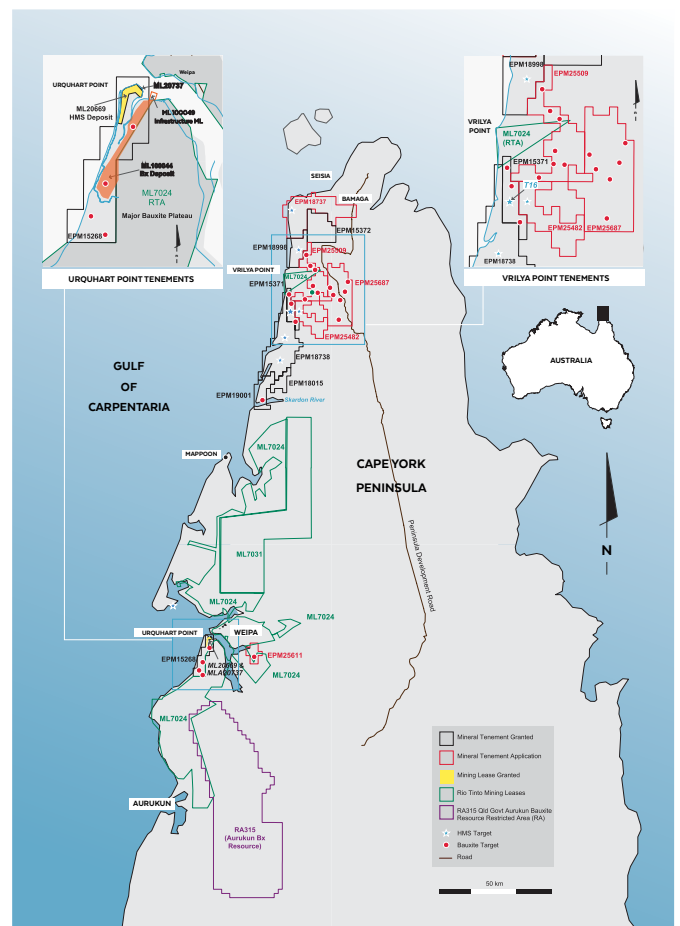 Weipa
URQUHART POINT
ML20737
ML20669
HMS Deposit
ML100049
Infrastructure ML
Bx Deposit
ML7024
RTA
Major Bauxite Plateau
EPM15268
URQUHART POINT TENEMENTS
EPM18998
EPM25509
VRILYA
POINT
ML7024
(RTA)
EPM15371
T16
EPM25482
EPM25687
EPM18738
VRILYA POINT TENEMENTS
SEISIA
BAMAGA
EPM18737
EPM15372
EPM18998
EPM25509
VRILYA POINT
ML7024
EPM15371
EPM25687
EPM25482
EPM18738
EPM18015
EPM19001
Skardon River
AUSTRALIA
GULF
OF
CARPENTARIA
MAPPOON
ML7024
CAPE YORK
PENINSULA
Peninsula Development Road
N
ML7031
ML7024
ML7024
URQUHART POINT
WEIPA
EPM15268
ML20669 &
EPM25611
ML7024
ML7024
AURUKUN
RA315
(Aurukun Bx
Resource)
Mineral Tenement Granted
Mineral Tenement Application
Mining Lease Granted
Rio Tinto Mining Leases
RA315 Qld Govt Aurukun Bauxite
Resource Restricted Area (RA)
HMS Target
Bauxite Target
Road
50 km